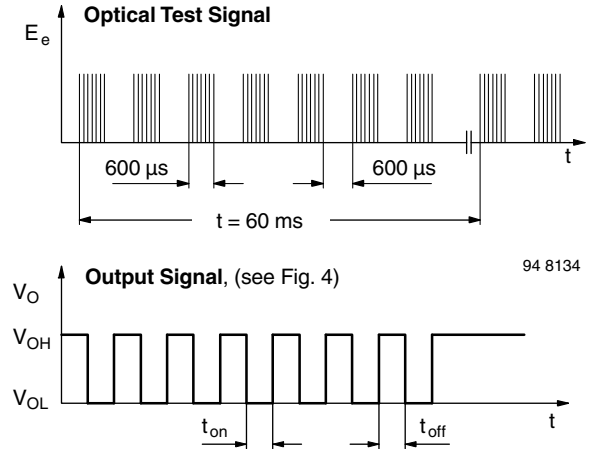 Optical Test Signal
E e
t
600 μs
600 μs
t = 60 ms
94 8134
Output Signal, (see Fig. 4)
V O
V OH
V OL
t
t on
t off